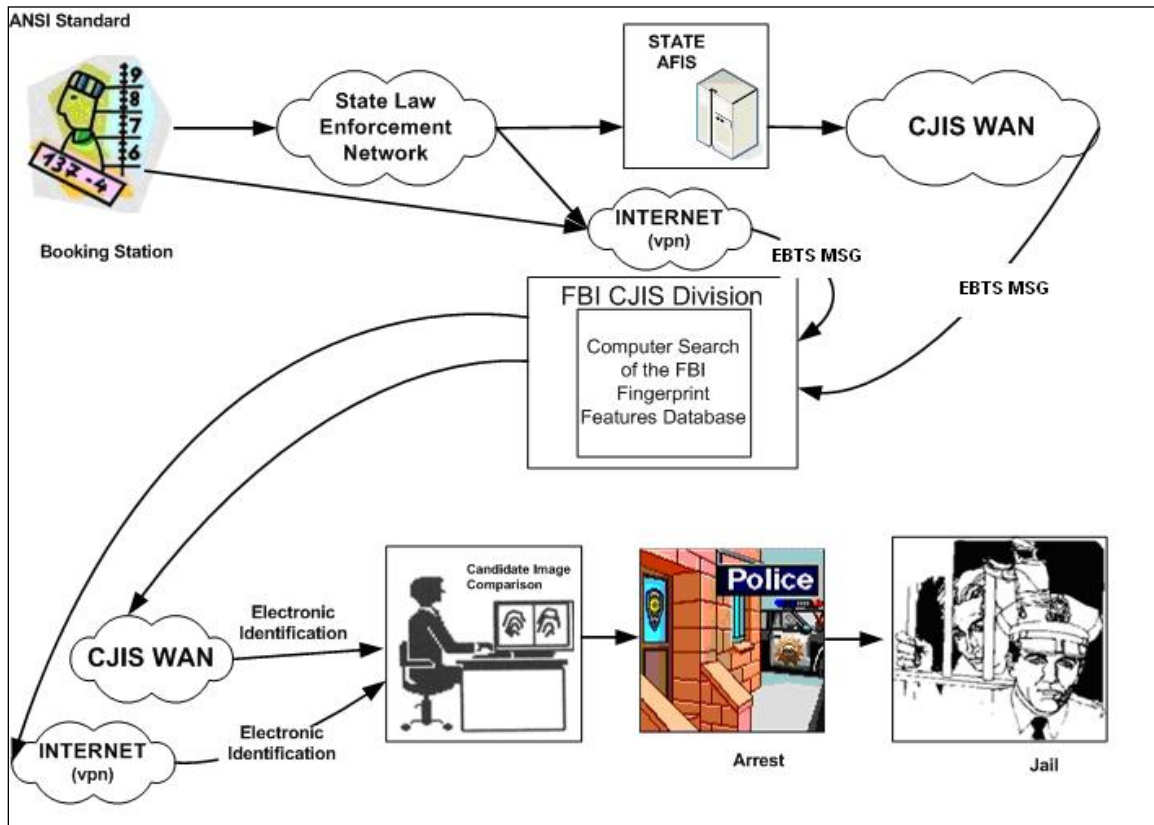 ANSI Standard
9
8
7
6
137-4
Booking Station
State Law
Enforcement
Network
STATE
AFIS
CJIS WAN
INTERNET
(vpn)
EBTS MSG
EBTS MSG
FBI CJIS Division
Computer Search
of the FBI
Fingerprint
Features Database
CJIS WAN
Electronic
Identification
INTERNET
(vpn)
Electronic
Identification
Candidate Image
Comparison
Police
Arrest
Jail